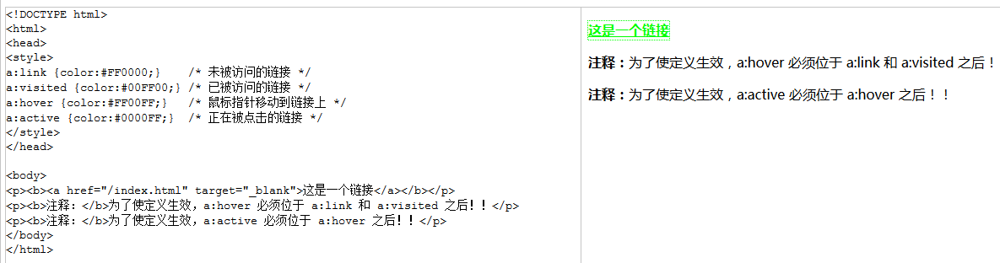 <!DOCTYPE html>
<html>
<head>
<style>
a:link {color:#FF0000;}    /* 未被访问的链接 */
a:visited {color:#00FF00;} /* 已被访问的链接 */
a:hover {color:#FF00FF;}   /* 鼠标指针移动到链接上 */
a:active {color:#0000FF;}  /* 正在被点击的链接 */
</style>
</head>
<body>
<p><b><a href="/index.html" target="_blank">这是一个链接</a></b></p>
<p><b>注释：</b>为了使定义生效，a:hover 必须位于 a:link 和 a:visited 之后！！</p>
<p><b>注释：</b>为了使定义生效，a:active 必须位于 a:hover 之后！！</p>
</body>
</html>
这是一个链接
注释：为了使定义生效，a:hover 必须位于 a:link 和 a:visited 之后！
注释：为了使定义生效，a:active 必须位于 a:hover 之后！！